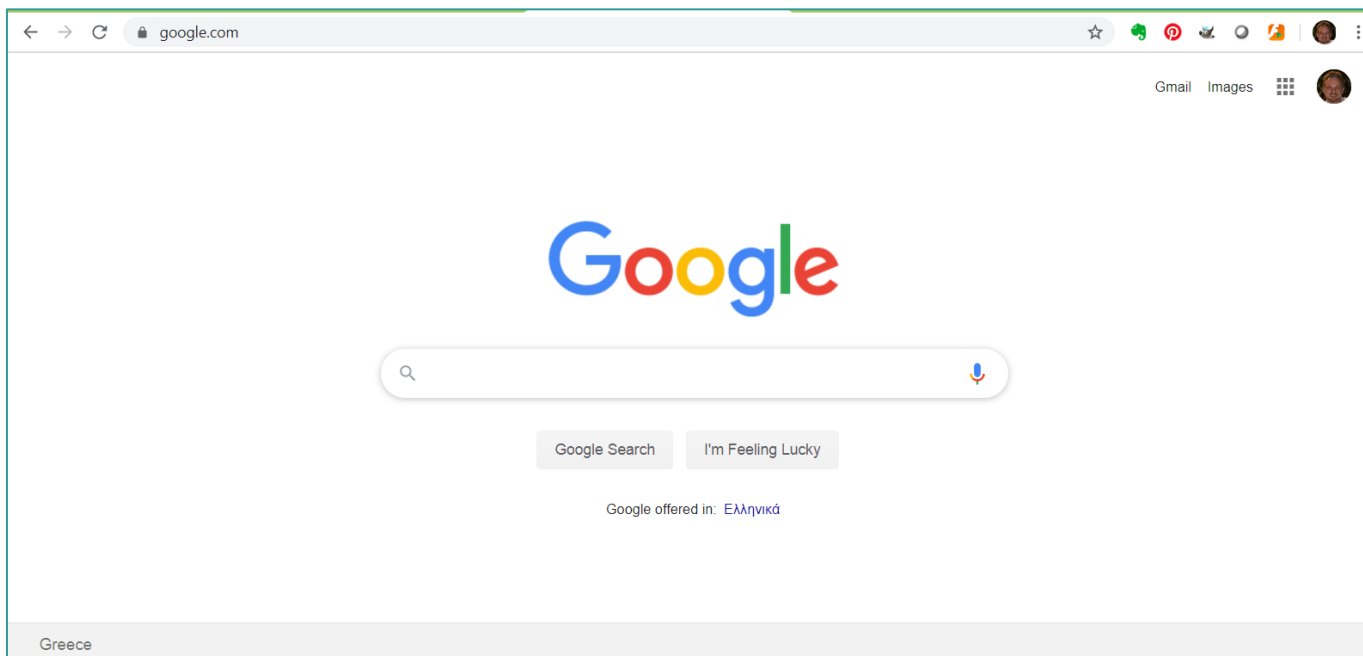 google.com
Gmail Images
Google
Google Search I'm Feeling Lucky
Google offered in: Ελληνικά
Greece